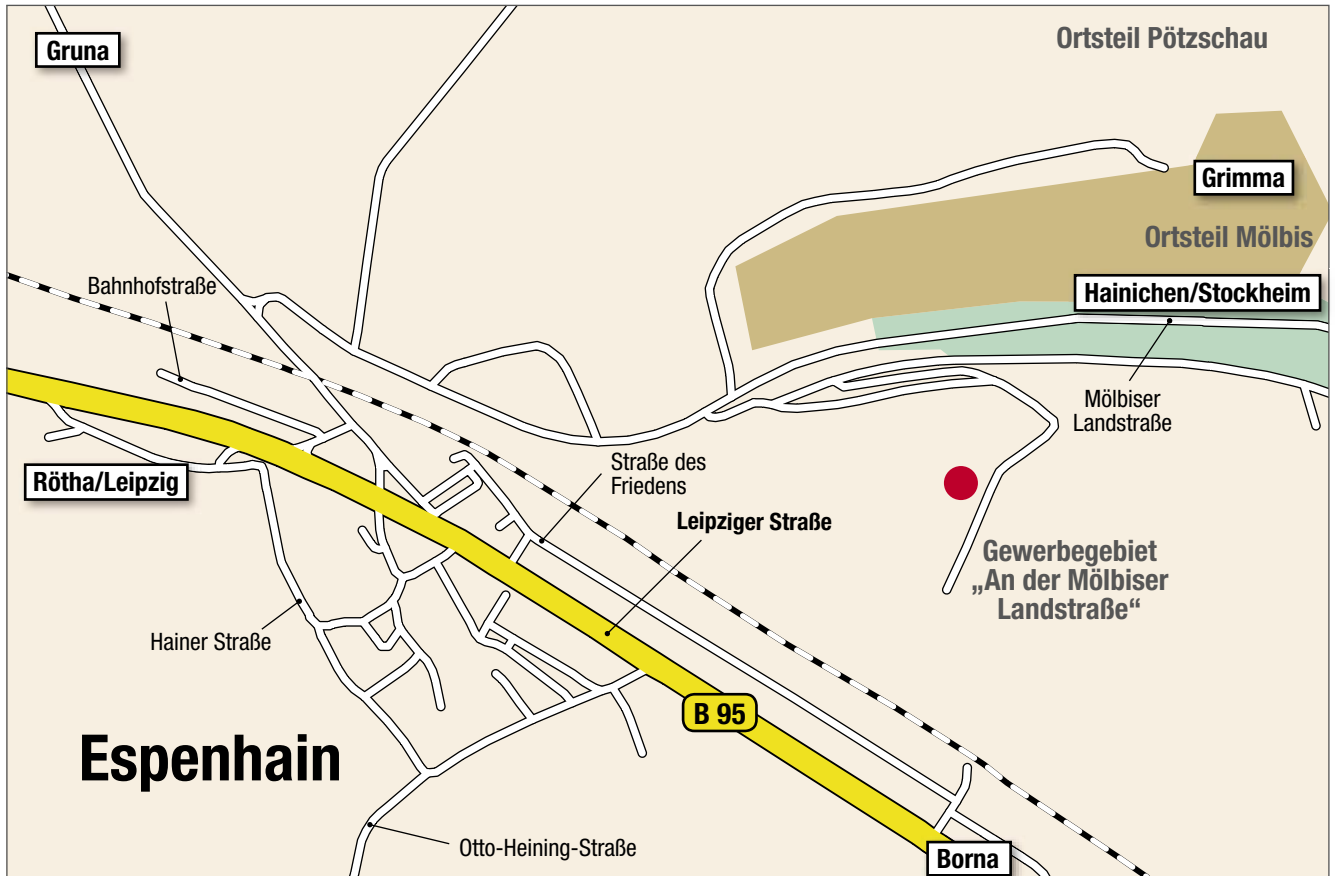 Gruna
Ortsteil Pötzschau
Grimma
Ortsteil Mölbis
Bahnhofstraße
Hainichen/Stockheim
Mölbiser
Landstraße
Rötha/Leipzig
Straße des
Friedens
Leipziger Straße
Gewerbegebiet
„An der Mölbiser
Landstraße“
Hainer Straße
B 95
Espenhain
Otto-Heining-Straße
Borna